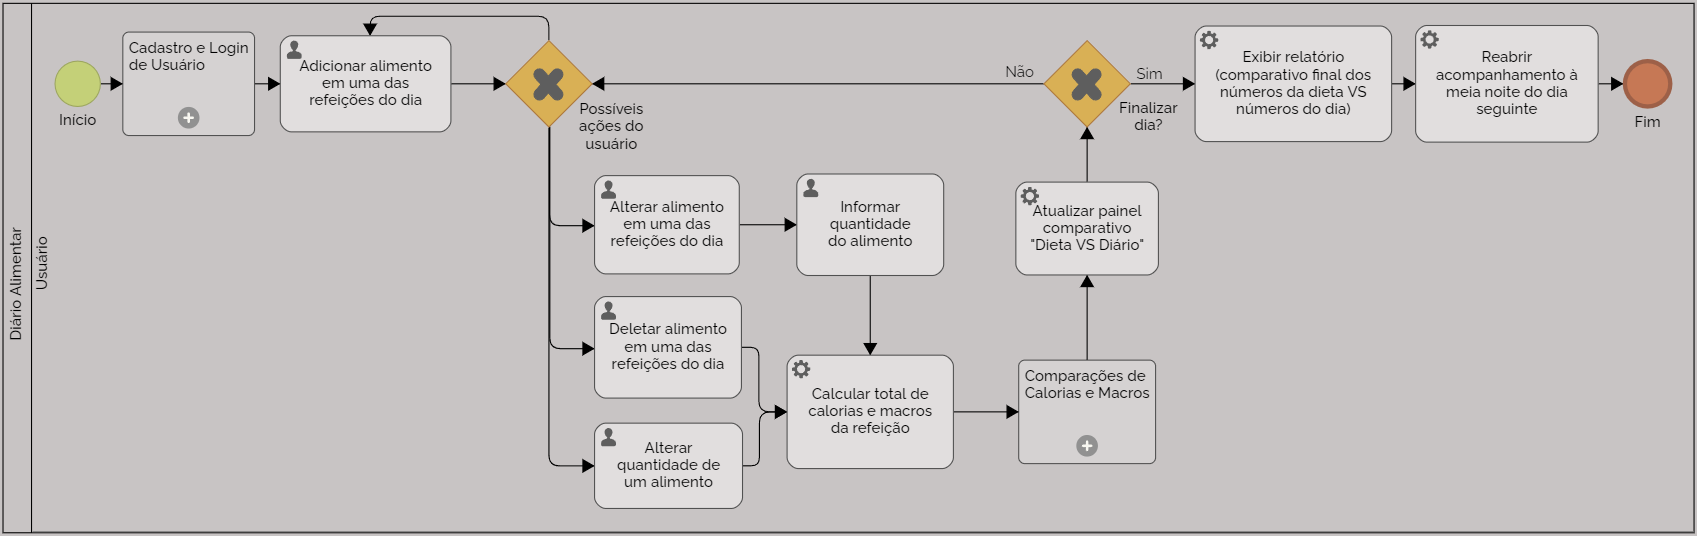 Diário Alimentar
Usuário
Início
Cadastro e Login
de Usuário
Adicionar alimento
em uma das
refeições do dia
Possíveis
ações do
usuário
Alterar alimento
em uma das
refeições do dia
Informar
quantidade
do alimento
Deletar alimento
em uma das
refeições do dia
Alterar
quantidade de
um alimento
Calcular total de
calorias e macros
da refeição
Comparações de
Calorias e Macros
Atualizar painel
comparativo
"Dieta VS Diário"
Não
Sim
Finalizar
dia?
Exibir relatório
(comparativo final dos
números da dieta VS
números do dia)
Reabrir
acompanhamento à
meia noite do dia
seguinte
Fim